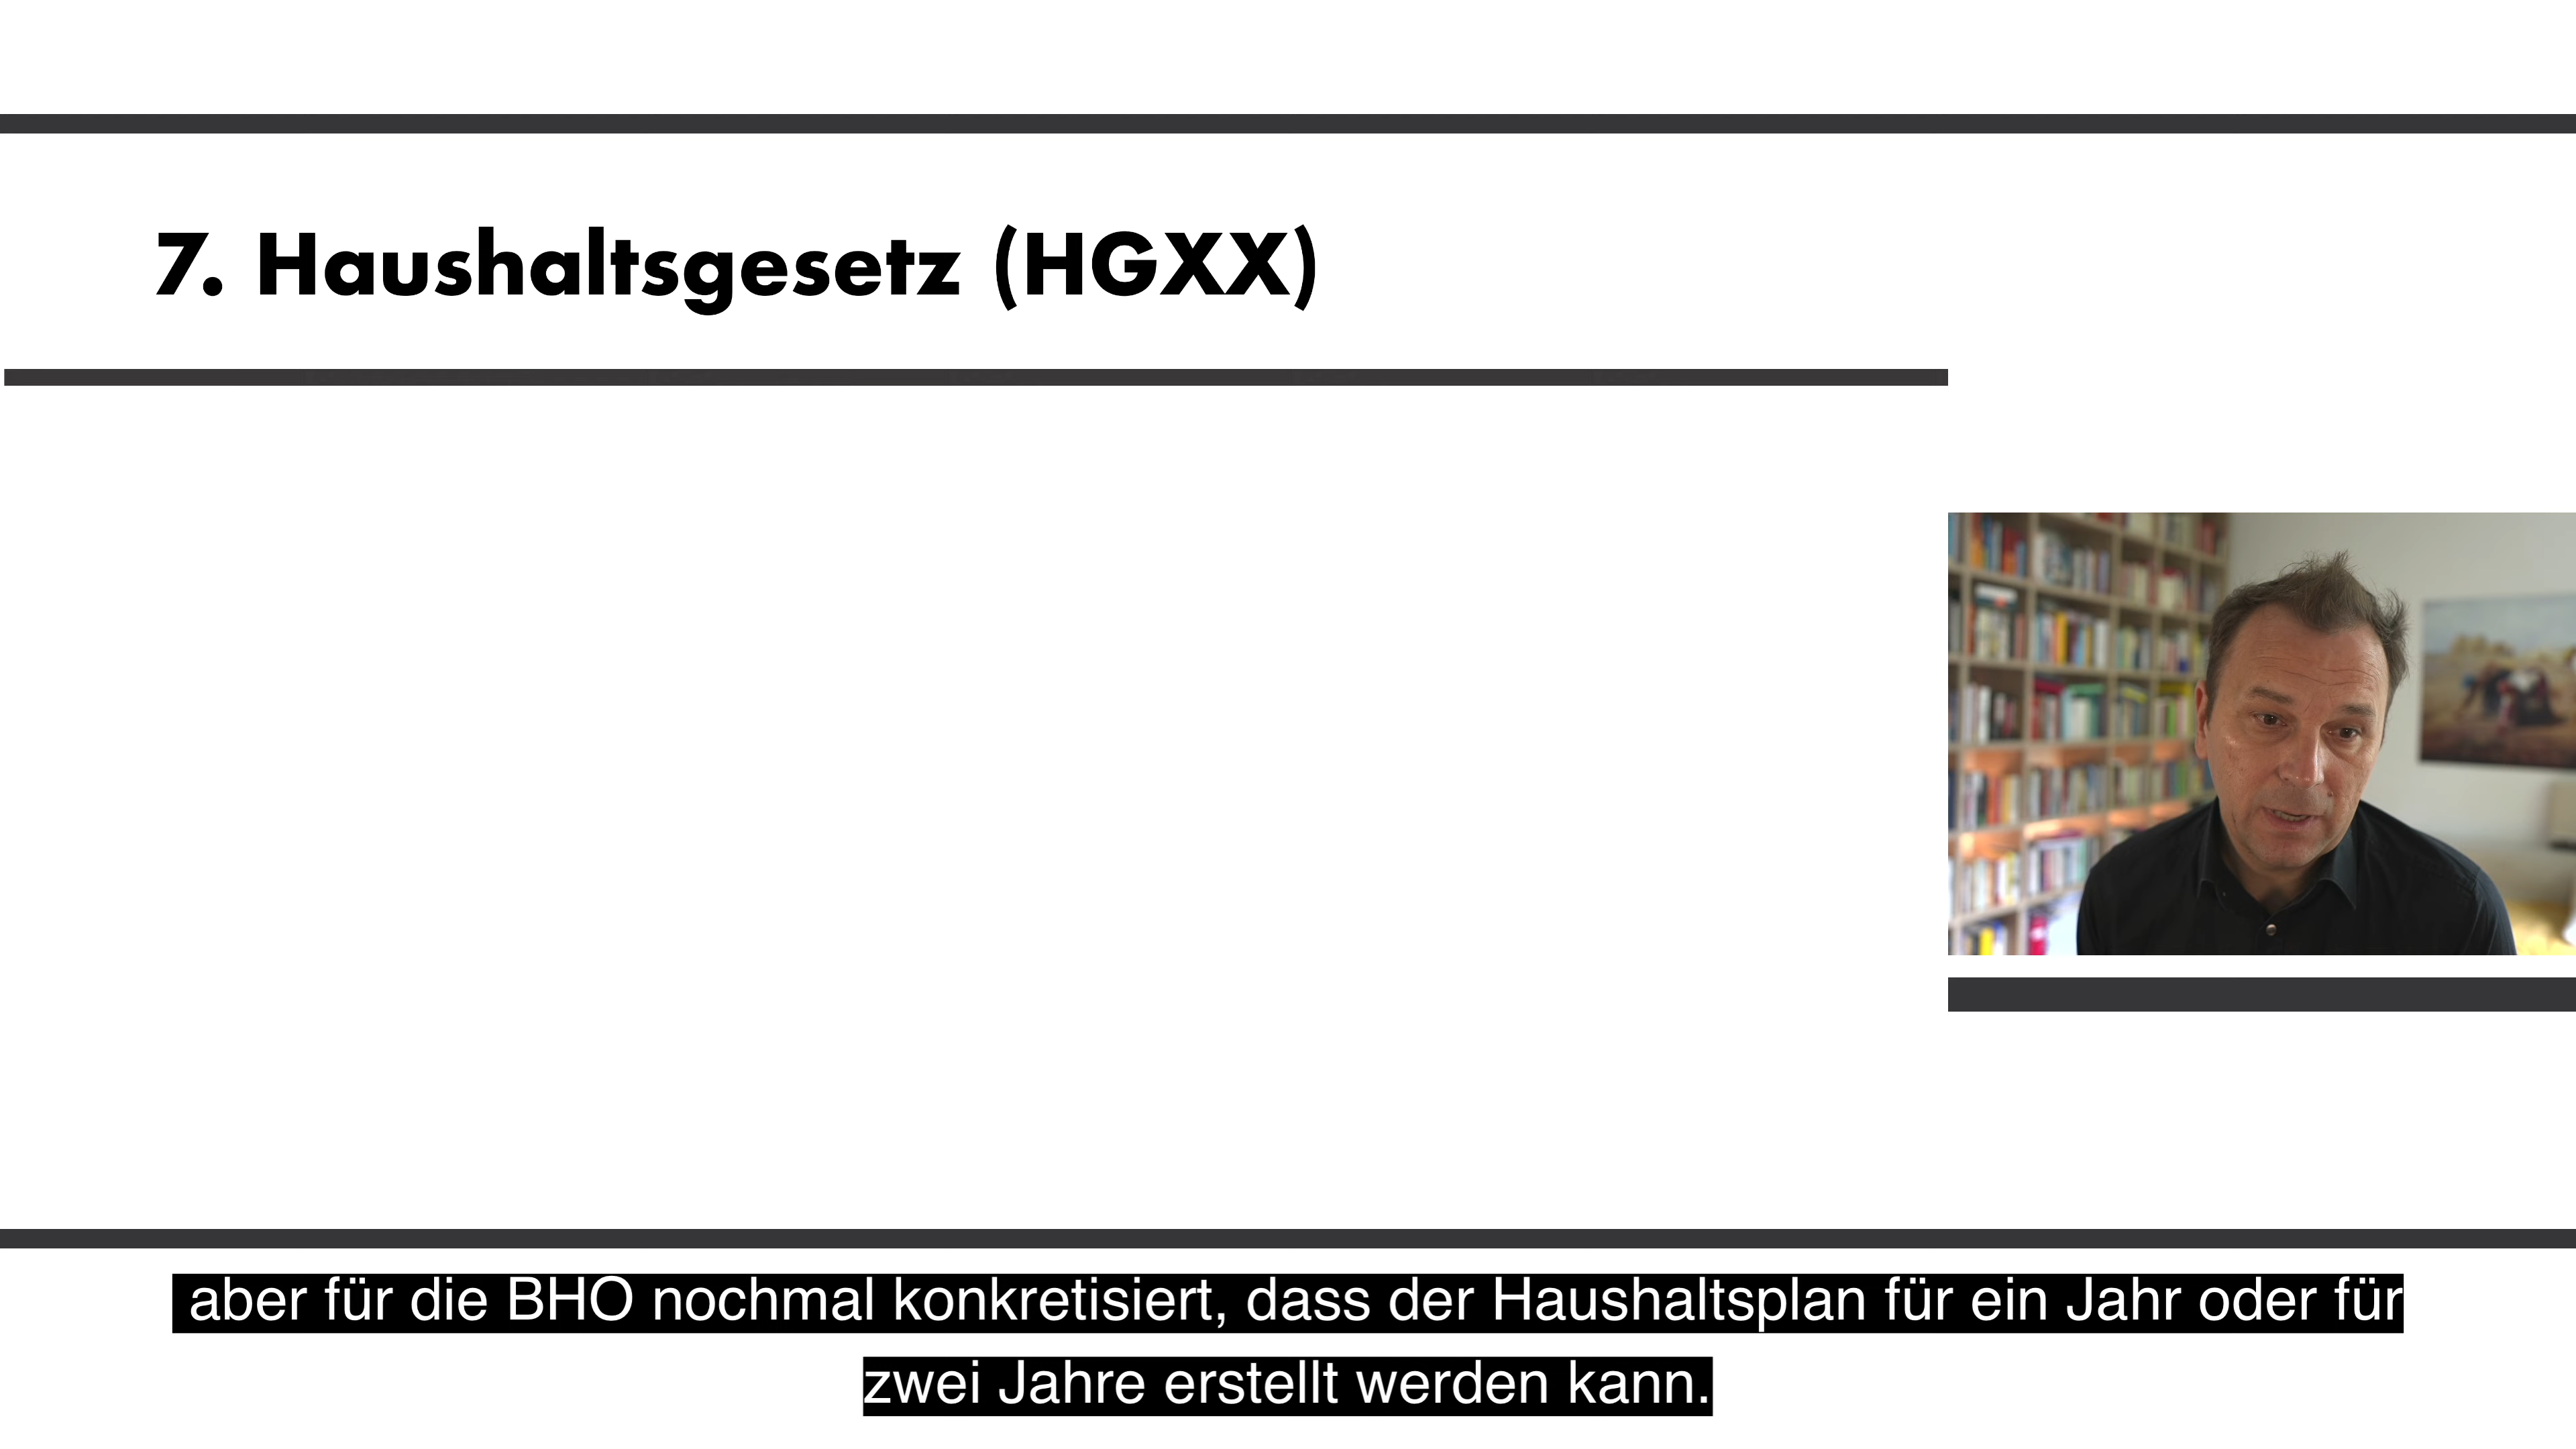 7. Haushaltsgesetz (HGXX)
aber für die BHO nochmal konkretisiert, dass der Haushaltsplan für ein Jahr oder für
zwei Jahre erstellt werden kann.